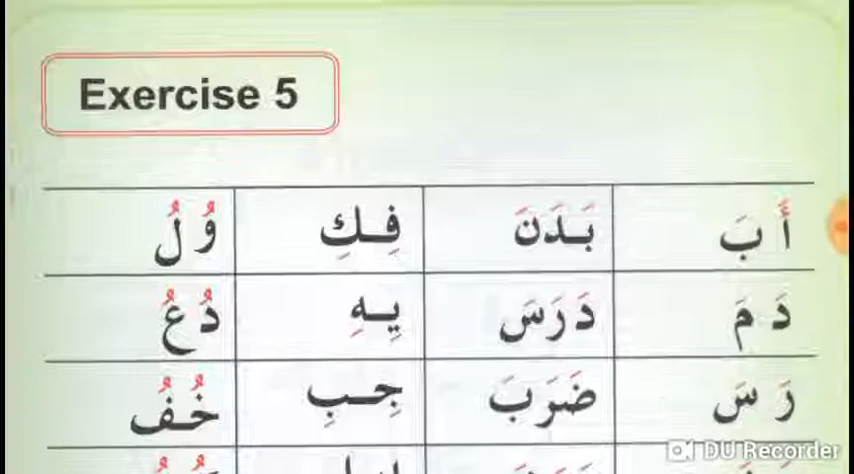 Exercise 5
أَ بَ بَدَنَ فِكِ وُ لُ
دَ مَ دَرَسَ يِهِ دُعُ
رَ سَ ضَرَبَ جِبِ خُفُ
DU Recorder